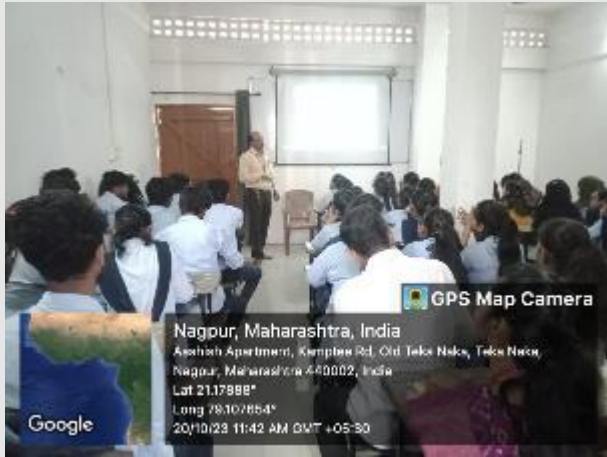 GPS Map Camera
Nagpur, Maharashtra, India
Aashish Apartment, Kamptee Rd, Old Teka Naka, Teka Naka,
Nagpur, Maharashtra 440002, India
Lat 21.17888°
Long 79.107654°
20/10/23 11:42 AM GMT +05:30
Google